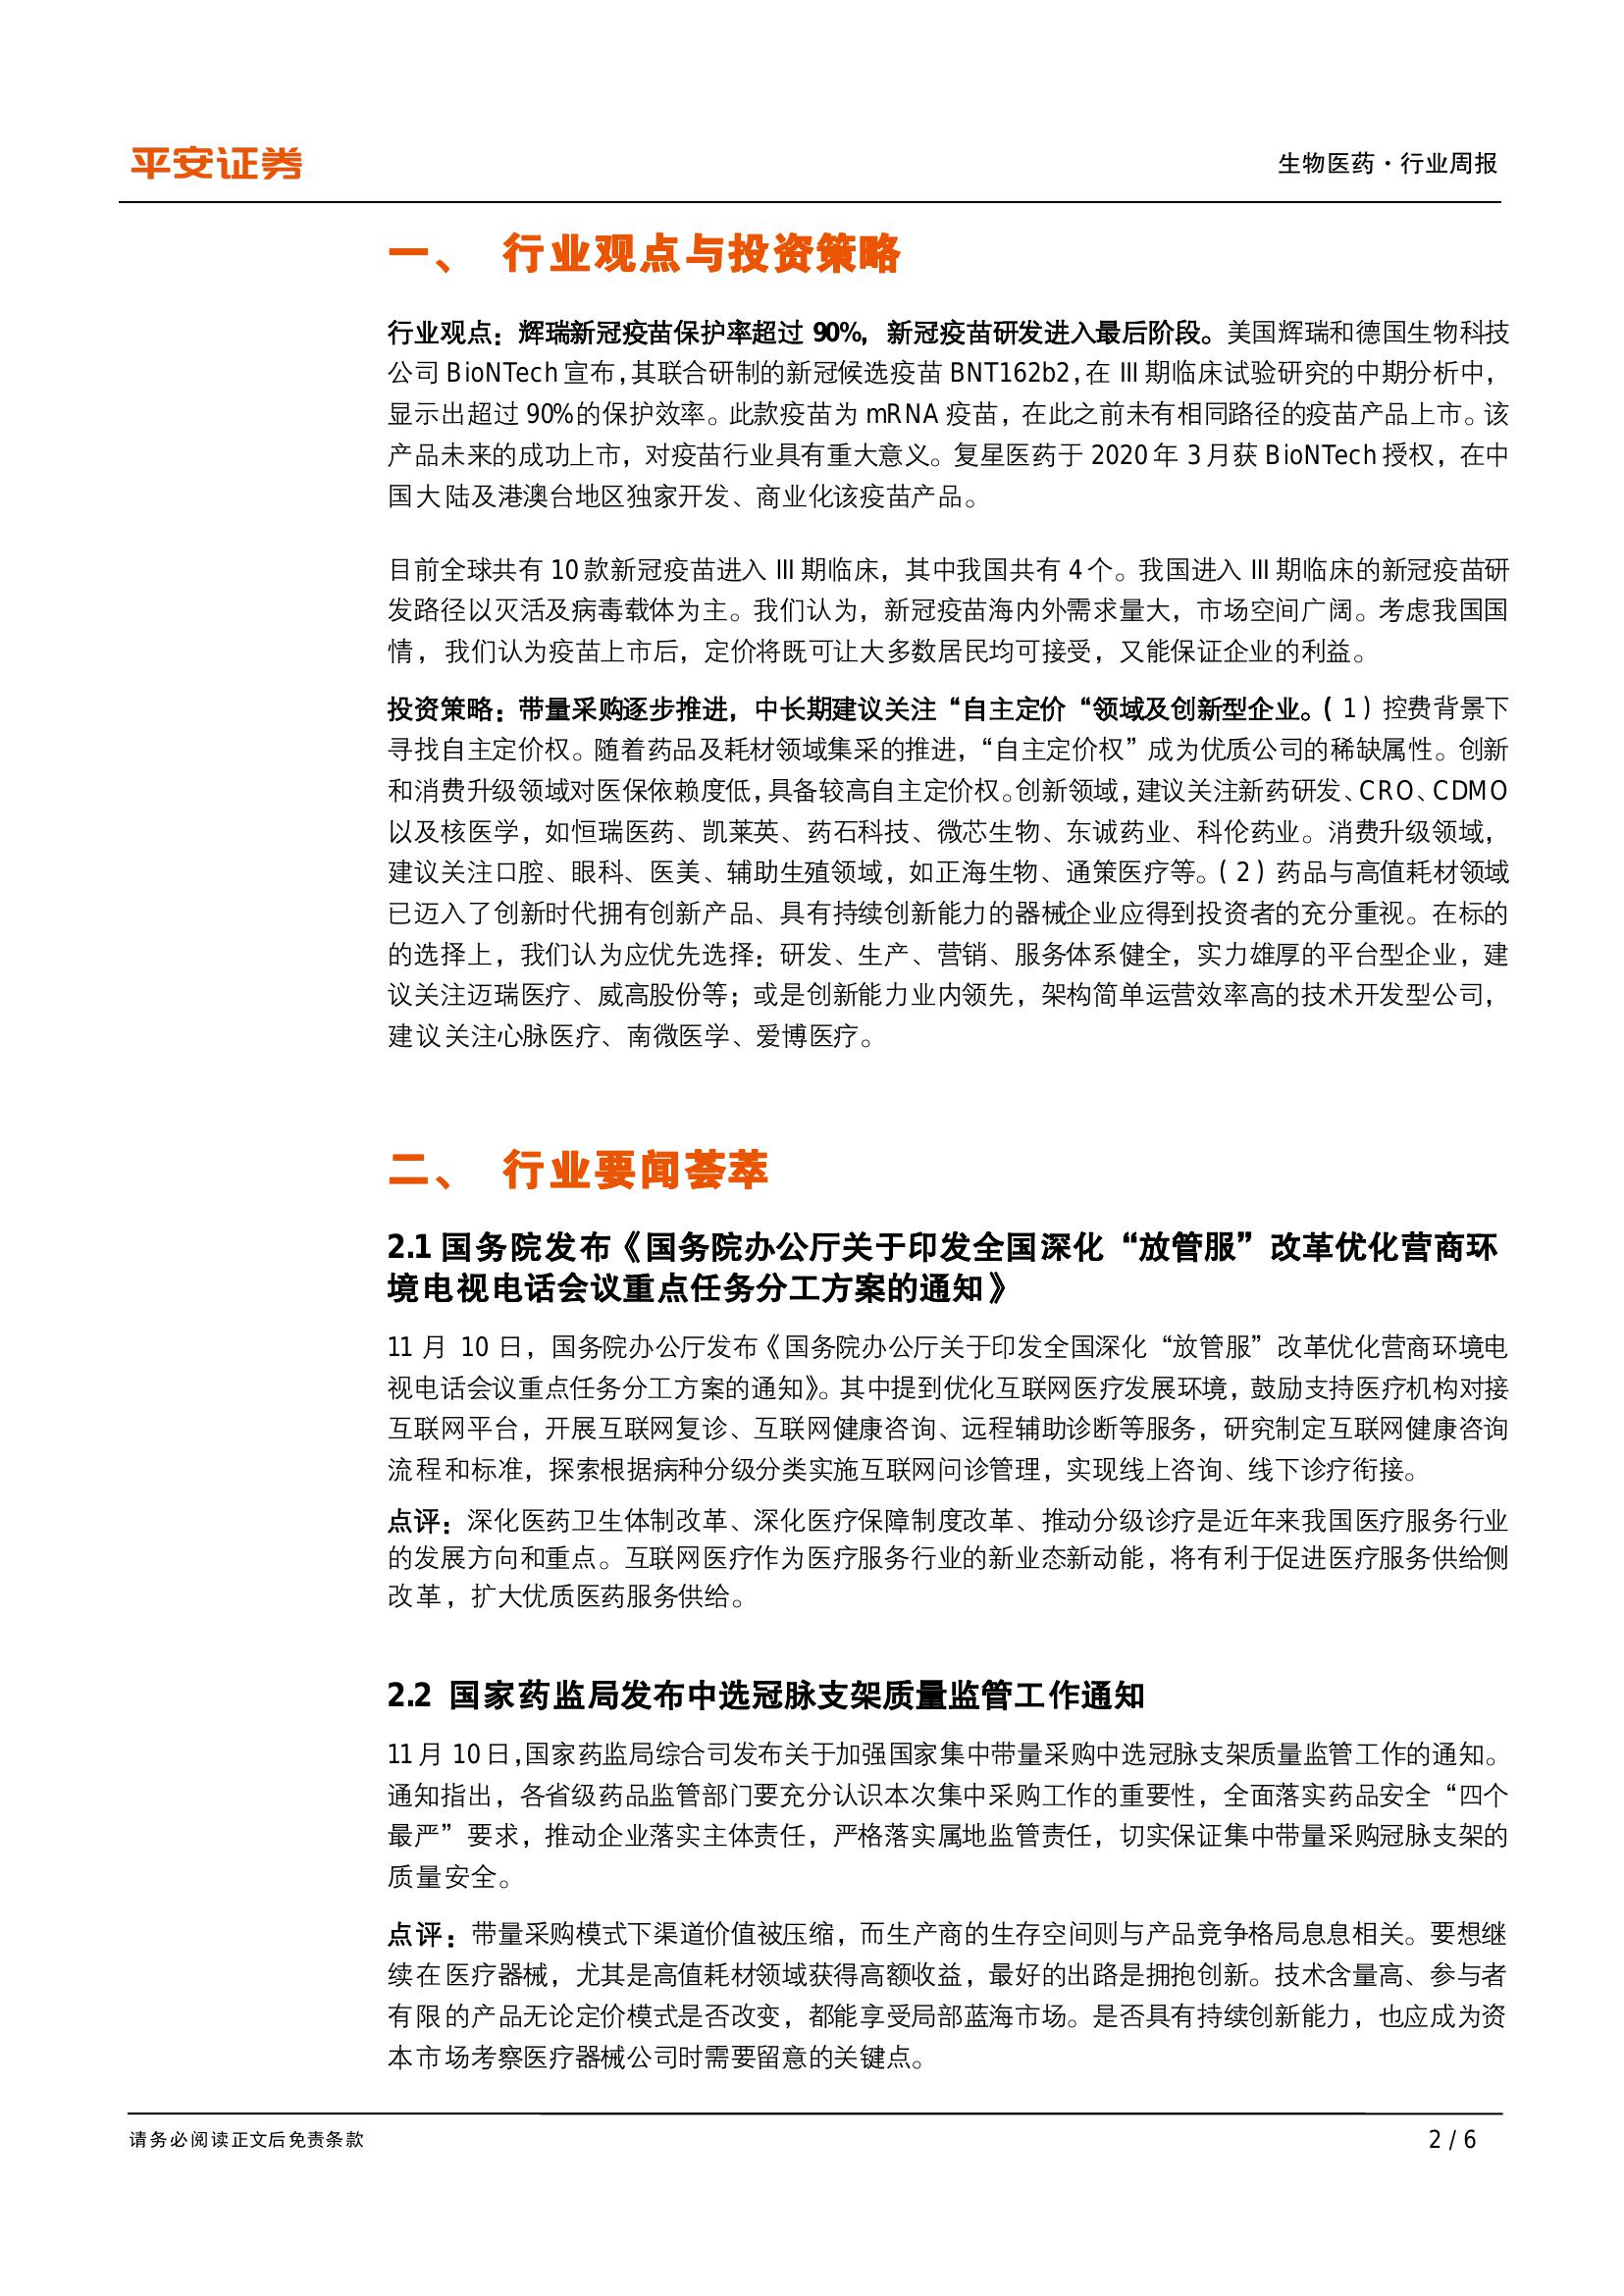 平安证券
生物医药·行业周报
一、 行业观点与投资策略
行业观点：辉瑞新冠疫苗保护率超过 90%，新冠疫苗研发进入最后阶段。美国辉瑞和德国生物科技
公司 BioNTech 宣布，其联合研制的新冠候选疫苗 BNT162b2，在 III 期临床试验研究的中期分析中，
显示出超过 90%的保护效率。此款疫苗为 mRNA 疫苗，在此之前未有相同路径的疫苗产品上市。该
产品未来的成功上市，对疫苗行业具有重大意义。复星医药于 2020 年 3 月获 BioNTech 授权，在中
国大陆及港澳台地区独家开发、商业化该疫苗产品。
目前全球共有 10 款新冠疫苗进入 III 期临床，其中我国共有 4 个。我国进入 III 期临床的新冠疫苗研
发路径以灭活及病毒载体为主。我们认为，新冠疫苗海内外需求量大，市场空间广阔。考虑我国国
情，我们认为疫苗上市后，定价将既可让大多数居民均可接受，又能保证企业的利益。
投资策略：带量采购逐步推进，中长期建议关注“自主定价“领域及创新型企业。（1）控费背景下
寻找自主定价权。随着药品及耗材领域集采的推进，“自主定价权”成为优质公司的稀缺属性。创新
和消费升级领域对医保依赖度低，具备较高自主定价权。创新领域，建议关注新药研发、CRO、CDMO
以及核医学，如恒瑞医药、凯莱英、药石科技、微芯生物、东诚药业、科伦药业。消费升级领域，
建议关注口腔、眼科、医美、辅助生殖领域，如正海生物、通策医疗等。（2）药品与高值耗材领域
已迈入了创新时代拥有创新产品、具有持续创新能力的器械企业应得到投资者的充分重视。在标的
的选择上，我们认为应优先选择：研发、生产、营销、服务体系健全，实力雄厚的平台型企业，建
议关注迈瑞医疗、威高股份等；或是创新能力业内领先，架构简单运营效率高的技术开发型公司，
建议关注心脉医疗、南微医学、爱博医疗。
二、 行业要闻荟萃
2.1 国务院发布《国务院办公厅关于印发全国深化“放管服”改革优化营商环
境电视电话会议重点任务分工方案的通知》
11 月 10 日，国务院办公厅发布《国务院办公厅关于印发全国深化“放管服”改革优化营商环境电
视电话会议重点任务分工方案的通知》。其中提到优化互联网医疗发展环境，鼓励支持医疗机构对接
互联网平台，开展互联网复诊、互联网健康咨询、远程辅助诊断等服务，研究制定互联网健康咨询
流程和标准，探索根据病种分级分类实施互联网问诊管理，实现线上咨询、线下诊疗衔接。
点评：深化医药卫生体制改革、深化医疗保障制度改革、推动分级诊疗是近年来我国医疗服务行业
的发展方向和重点。互联网医疗作为医疗服务行业的新业态新动能，将有利于促进医疗服务供给侧
改革，扩大优质医药服务供给。
2.2 国家药监局发布中选冠脉支架质量监管工作通知
11 月 10 日，国家药监局综合司发布关于加强国家集中带量采购中选冠脉支架质量监管工作的通知。
通知指出，各省级药品监管部门要充分认识本次集中采购工作的重要性，全面落实药品安全“四个
最严”要求，推动企业落实主体责任，严格落实属地监管责任，切实保证集中带量采购冠脉支架的
质量安全。
点评：带量采购模式下渠道价值被压缩，而生产商的生存空间则与产品竞争格局息息相关。要想继
续在医疗器械，尤其是高值耗材领域获得高额收益，最好的出路是拥抱创新。技术含量高、参与者
有限的产品无论定价模式是否改变，都能享受局部蓝海市场。是否具有持续创新能力，也应成为资
本市场考察医疗器械公司时需要留意的关键点。
请务必阅读正文后免责条款
2 / 6